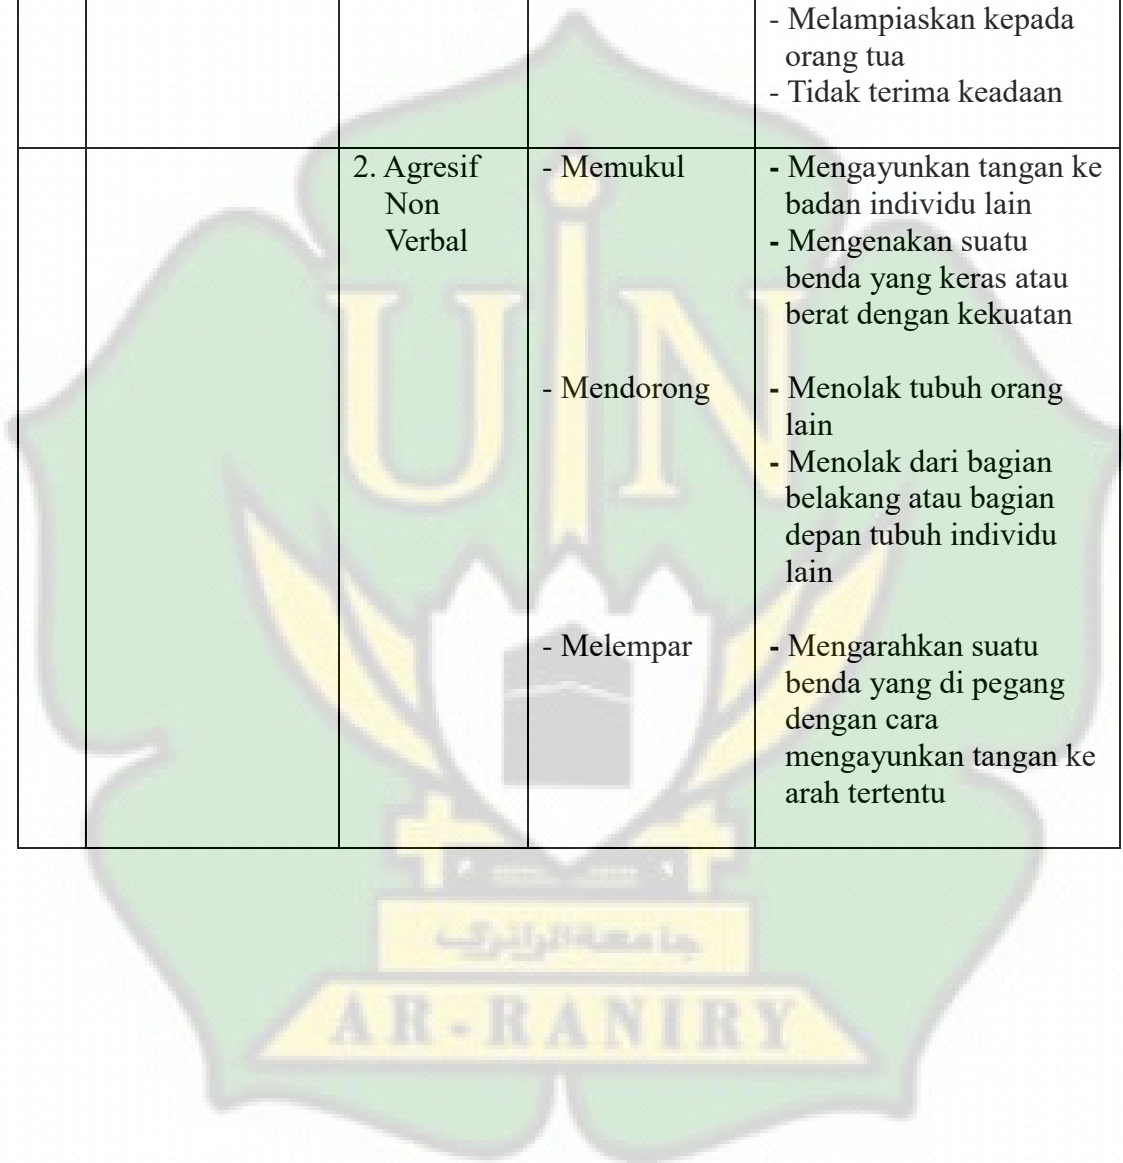 - Melampiaskan kepada
orang tua
- Tidak terima keadaan
2. Agresif
Non
Verbal
- Memukul
- Mengayunkan tangan ke
badan individu lain
- Mengenakan suatu
benda yang keras atau
berat dengan kekuatan
- Mendorong
- Menolak tubuh orang
lain
- Menolak dari bagian
belakang atau bagian
depan tubuh individu
lain
- Melempar
- Mengarahkan suatu
benda yang di pegang
dengan cara
mengayunkan tangan ke
arah tertentu
UIN
جامعة الرانري
AR-RANIRY